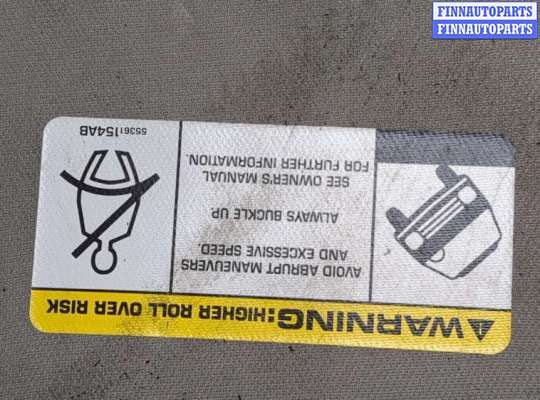 FINNAUTOPARTS
FINNAUTOPARTS
⚠WARNING: HIGHER ROLL OVER RISK
AVOID ABRUPT MANEUVERS
AND EXCESSIVE SPEED.
ALWAYS BUCKLE UP.
SEE OWNER'S MANUAL
FOR FURTHER INFORMATION.
55361154AB